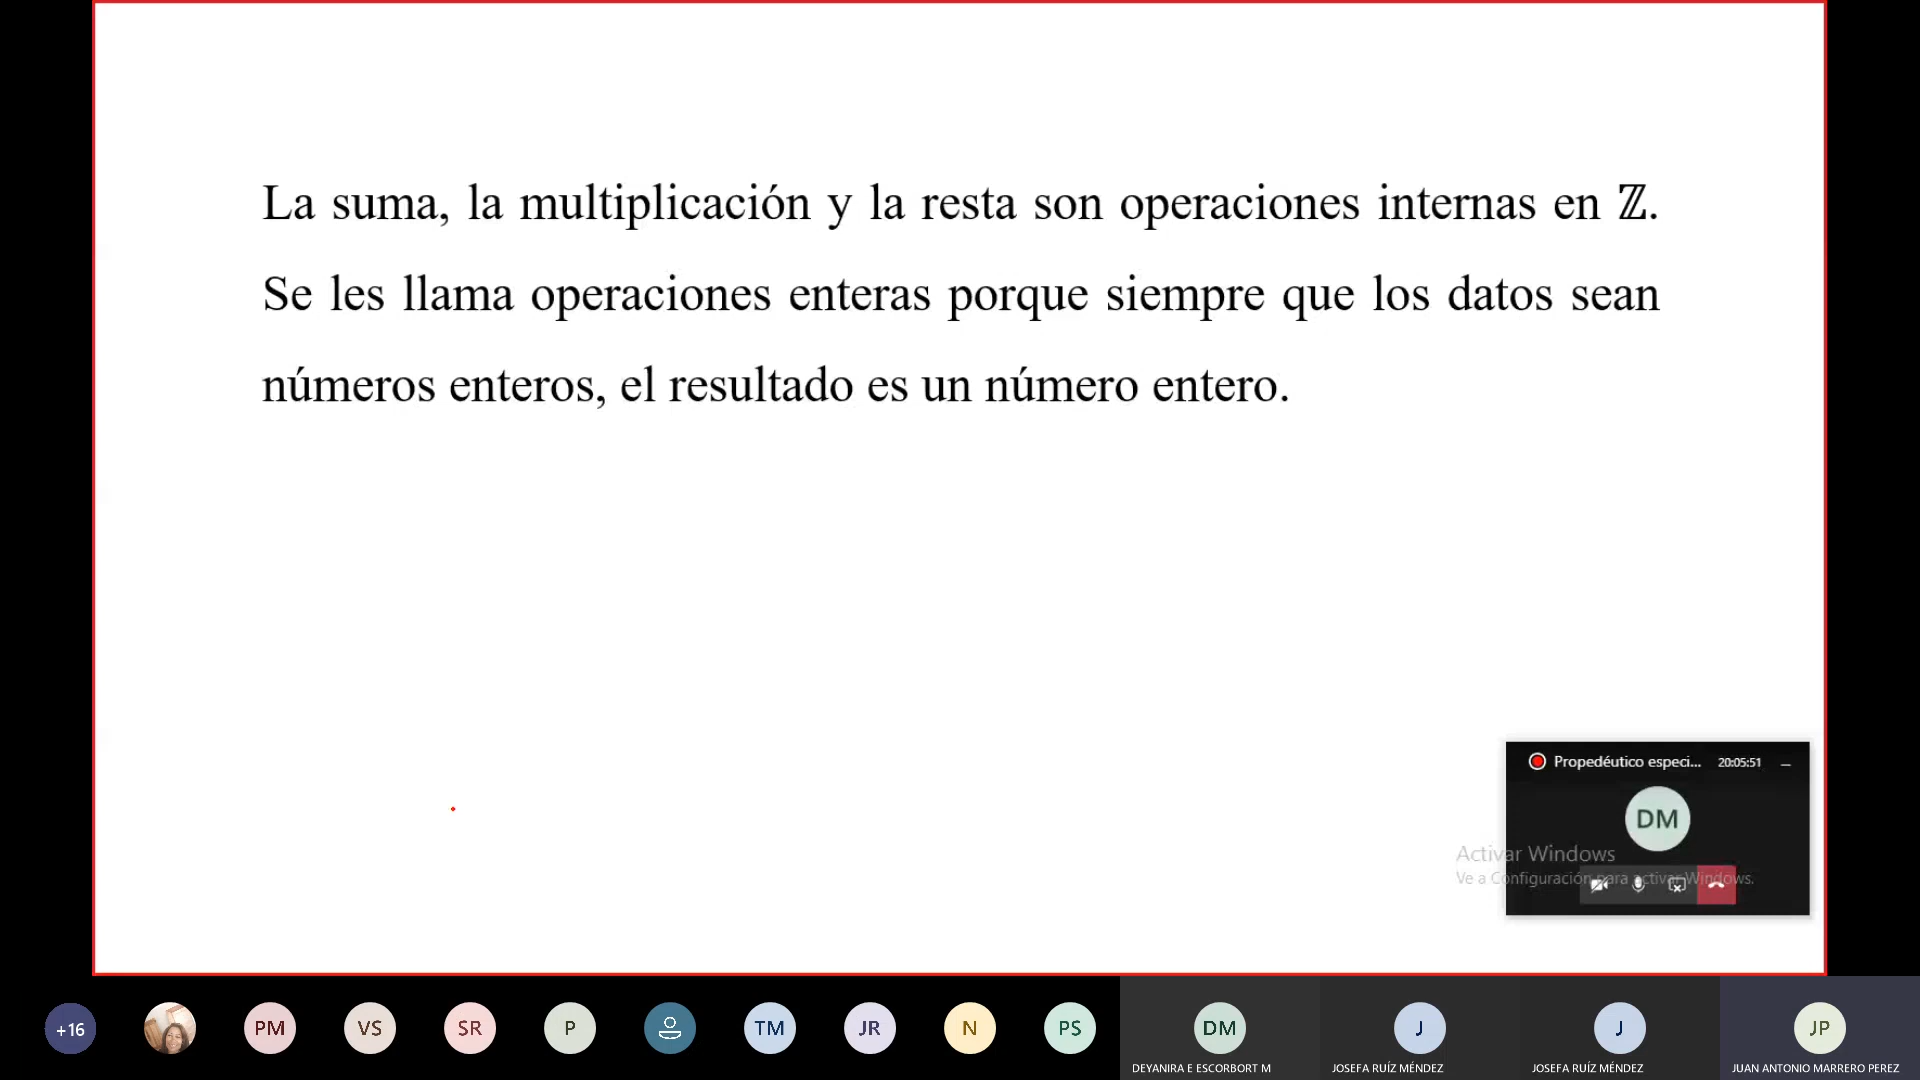 La suma, la multiplicación y la resta son operaciones internas en ℤ.
Se les llama operaciones enteras porque siempre que los datos sean
números enteros, el resultado es un número entero.
Propedéutico especi... 20:05:51
DM
Activar Windows
Ve a Configuración para activar Windows.
+16 PM VS SR P TM JR N PS DM J J JP
DEYANIRA E ESCORBORT M JOSEFA RUÍZ MÉNDEZ JOSEFA RUÍZ MÉNDEZ JUAN ANTONIO MARRERO PEREZ